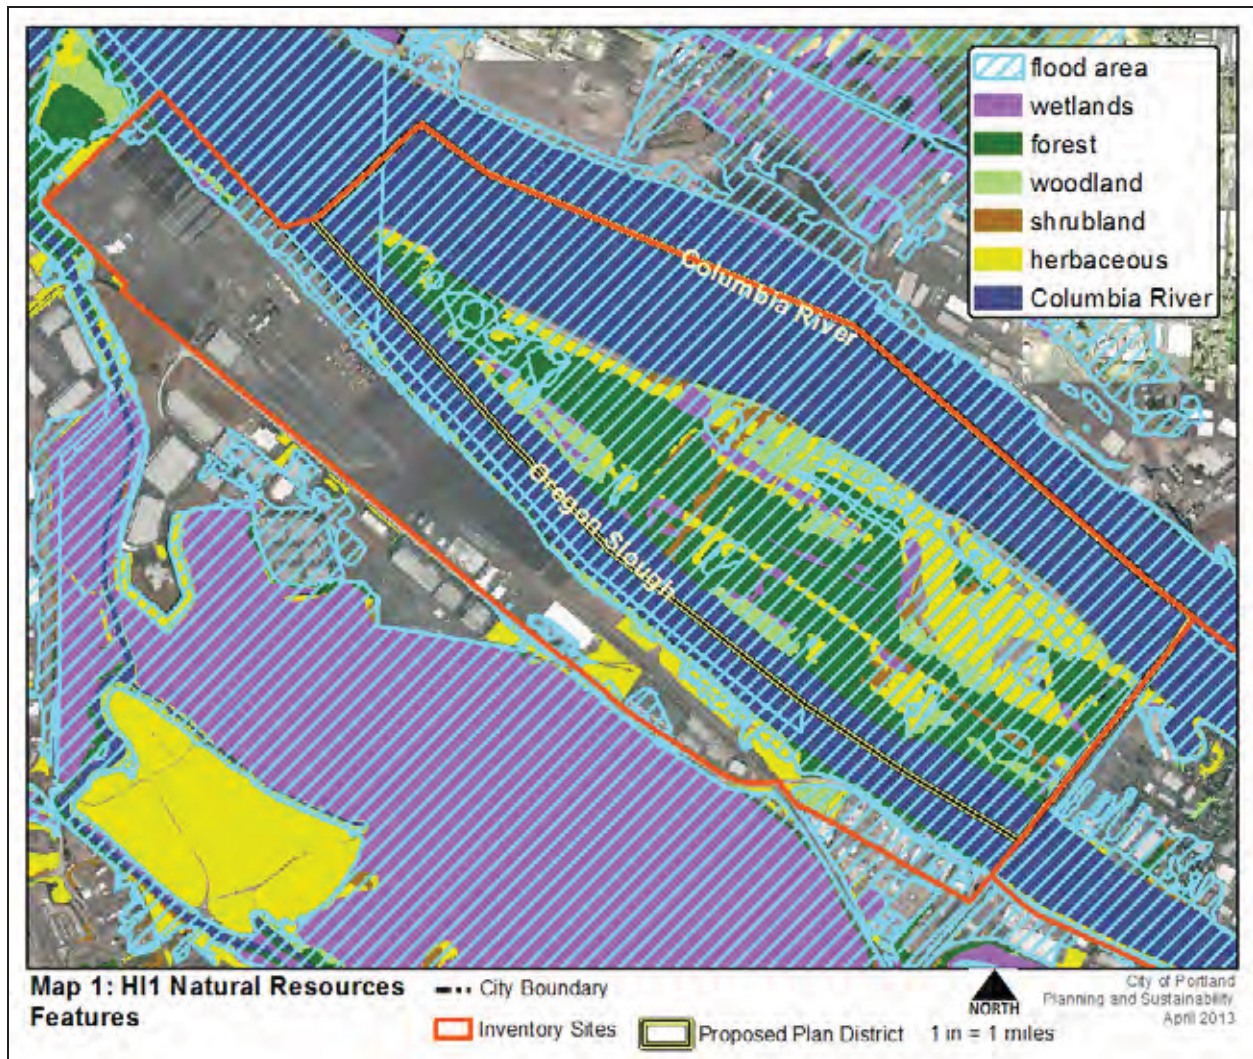 flood area
wetlands
forest
woodland
shrubland
herbaceous
Columbia River
Columbia River
Oregon Slough
Map 1: HI1 Natural Resources
Features
City Boundary
Inventory Sites
Proposed Plan District
1 in = 1 miles
NORTH
City of Portland
Planning and Sustainability
April 2013